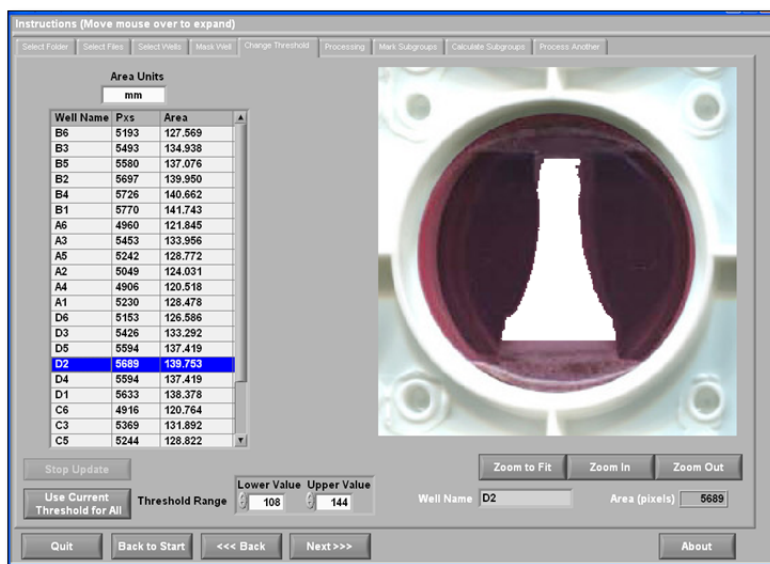 Instructions (Move mouse over to expand)
Select Folder Select Files Select Wells Mask Well Change Threshold Processing Mark Subgroups Calculate Subgroups Process Another
Area Units
mm
Well Name Pxs Area
B6 5193 127.569
B3 5493 134.938
B5 5580 137.076
B2 5697 139.950
B4 5726 140.662
B1 5770 141.743
A6 4960 121.845
A3 5453 133.956
A5 5242 128.772
A2 5049 124.031
A4 4906 120.518
A1 5230 128.478
D6 5153 126.586
D3 5426 133.292
D5 5594 137.419
D2 5689 139.753
D4 5594 137.419
D1 5633 138.378
C6 4916 120.764
C3 5369 131.892
C5 5244 128.822
Stop Update
Use Current
Threshold for All
Threshold Range
Lower Value Upper Value
108 144
Zoom to Fit Zoom In Zoom Out
Well Name D2 Area (pixels) 5689
Quit Back to Start <<< Back Next >>> About